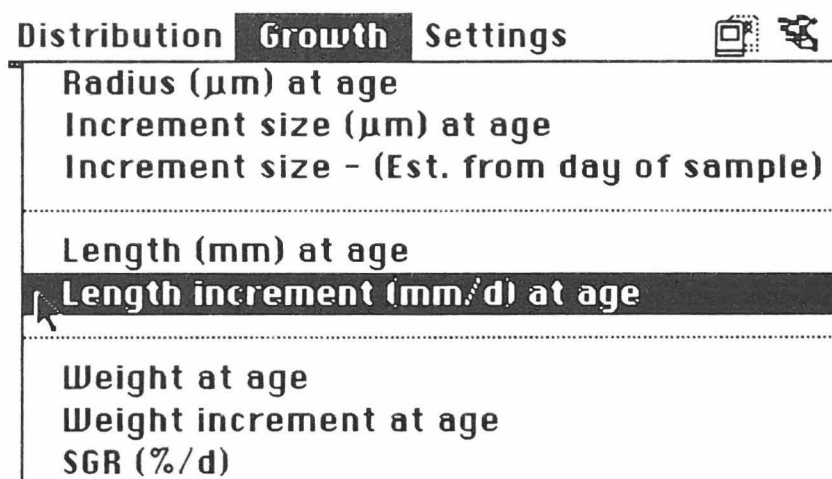 Distribution Growth Settings
Radius (µm) at age
Increment size (µm) at age
Increment size - (Est. from day of sample)
Length (mm) at age
Length increment (mm/d) at age
Weight at age
Weight increment at age
SGR (%/d)